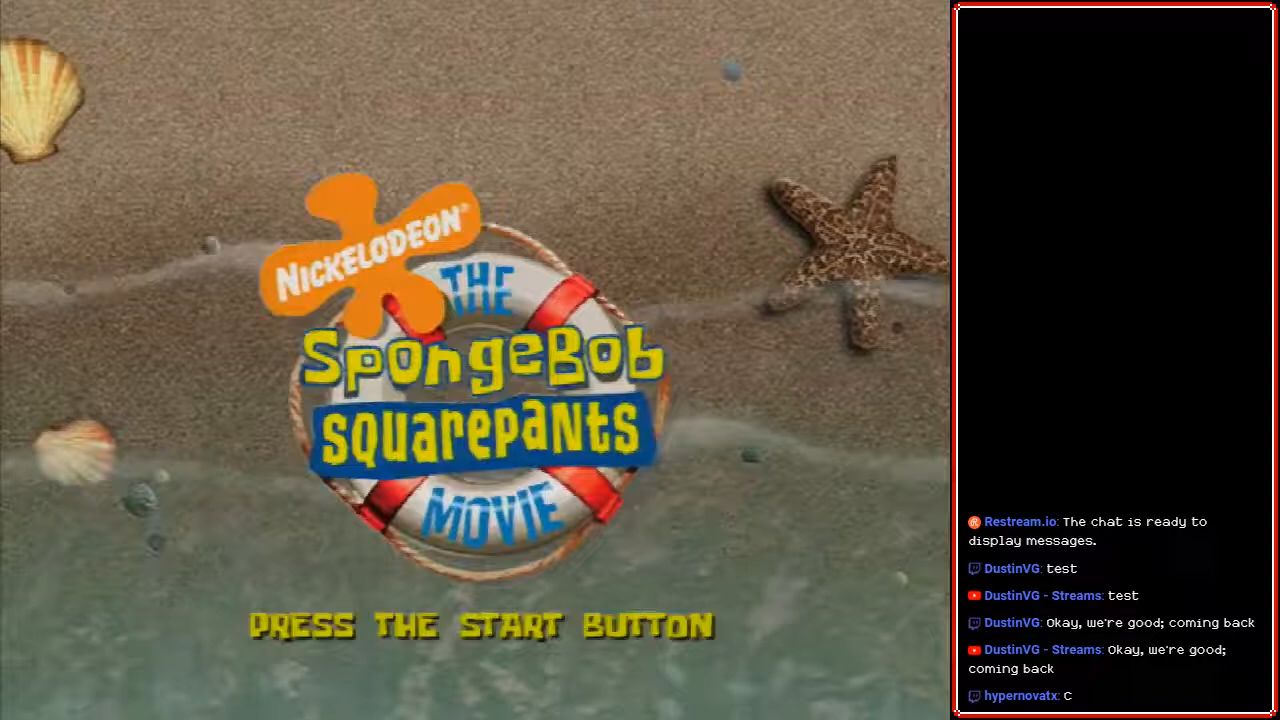 NICKELODEON®
THE
SpongeBob
SQUAREPANTS
MOVIE
PRESS THE START BUTTON
Restream.io: The chat is ready to
display messages.
DustinVG: test
DustinVG - Streams: test
DustinVG: Okay, we're good; coming back
DustinVG - Streams: Okay, we're good;
coming back
hypernovatx: C